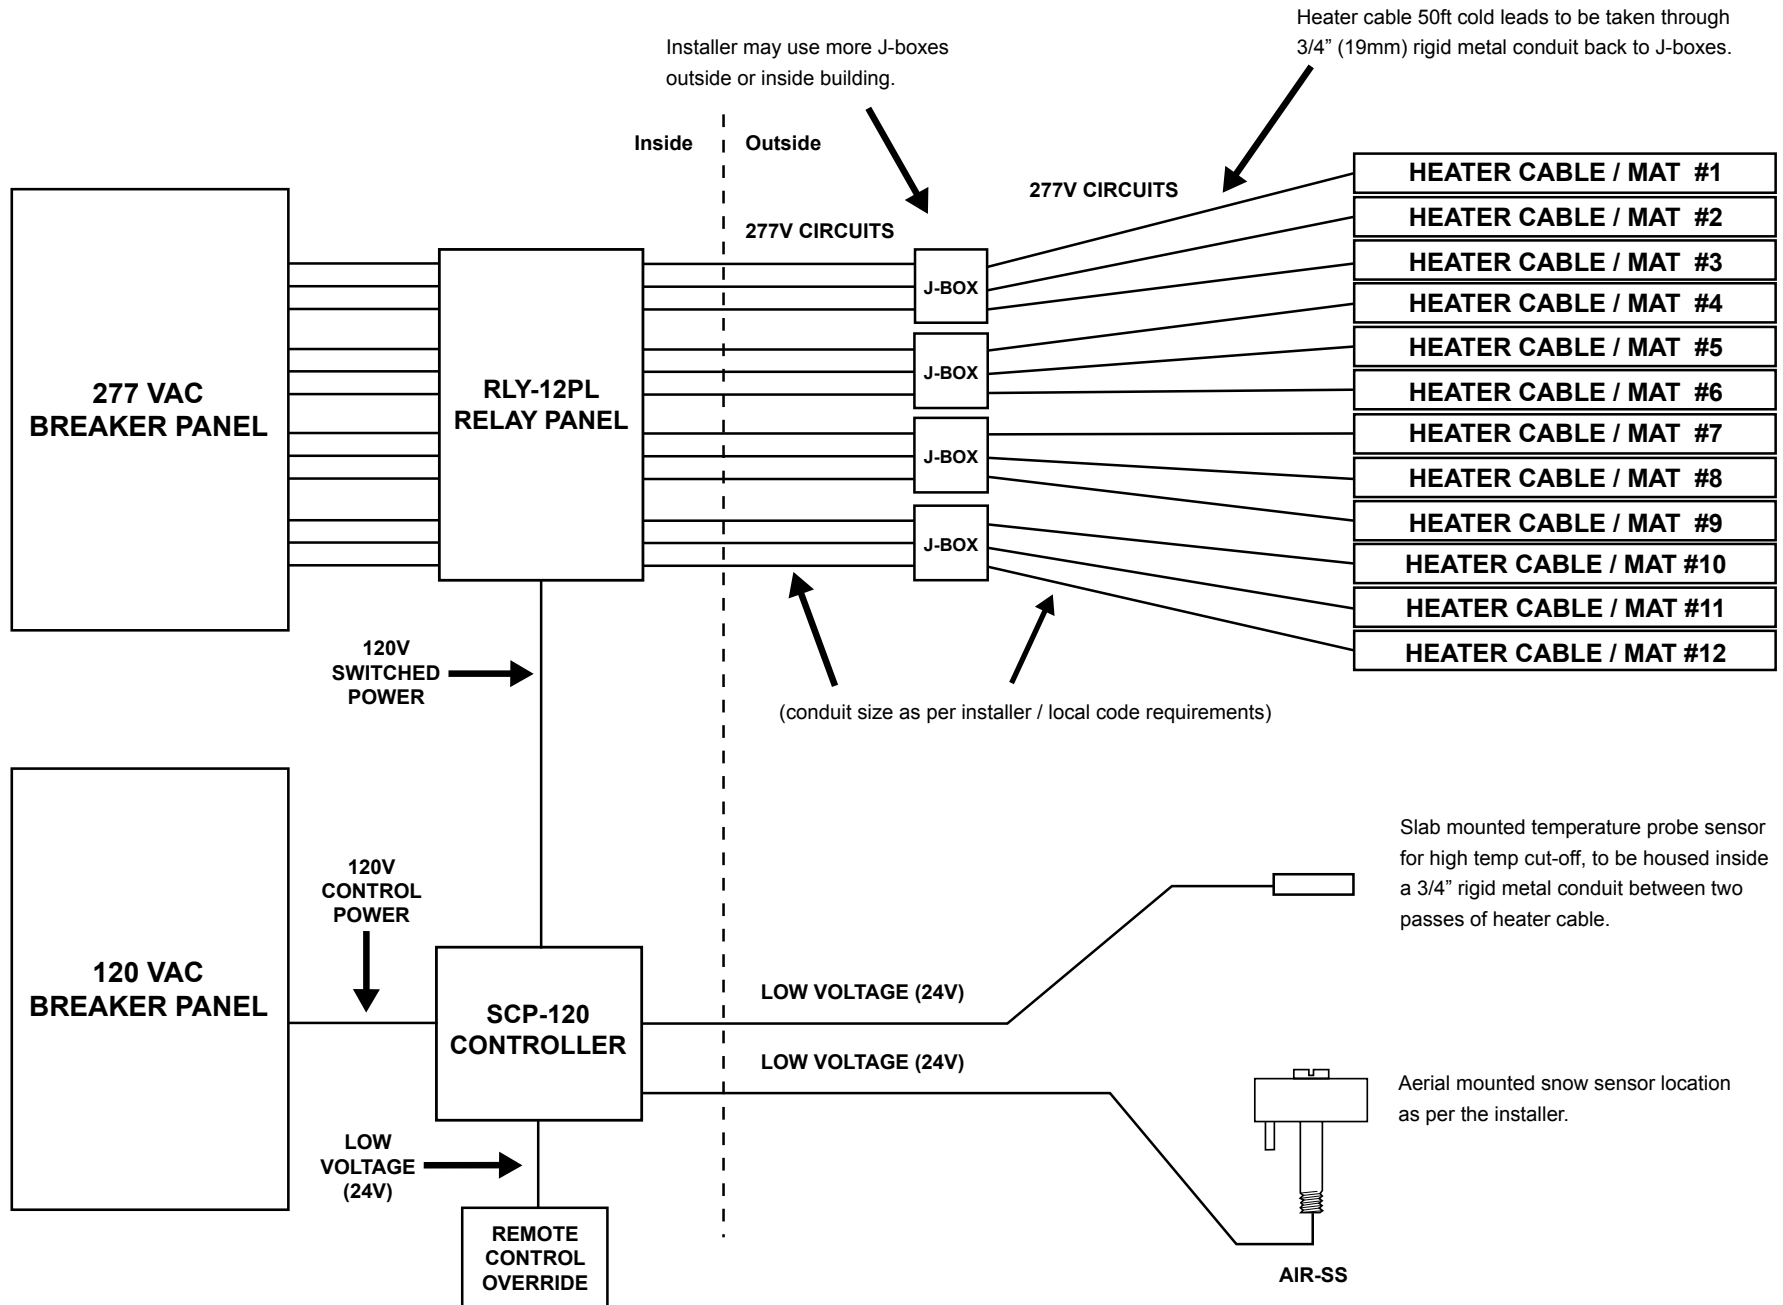 Heater cable 50ft cold leads to be taken through
3/4” (19mm) rigid metal conduit back to J-boxes.
Installer may use more J-boxes
outside or inside building.
Inside
Outside
277V CIRCUITS
277V CIRCUITS
HEATER CABLE / MAT #1
HEATER CABLE / MAT #2
HEATER CABLE / MAT #3
HEATER CABLE / MAT #4
HEATER CABLE / MAT #5
HEATER CABLE / MAT #6
HEATER CABLE / MAT #7
HEATER CABLE / MAT #8
HEATER CABLE / MAT #9
HEATER CABLE / MAT #10
HEATER CABLE / MAT #11
HEATER CABLE / MAT #12
J-BOX
J-BOX
J-BOX
J-BOX
277 VAC
BREAKER PANEL
RLY-12PL
RELAY PANEL
120V
SWITCHED
POWER
(conduit size as per installer / local code requirements)
Slab mounted temperature probe sensor
for high temp cut-off, to be housed inside
a 3/4” rigid metal conduit between two
passes of heater cable.
120V
CONTROL
POWER
120 VAC
BREAKER PANEL
SCP-120
CONTROLLER
LOW VOLTAGE (24V)
LOW VOLTAGE (24V)
Aerial mounted snow sensor location
as per the installer.
LOW
VOLTAGE
(24V)
REMOTE
CONTROL
OVERRIDE
AIR-SS